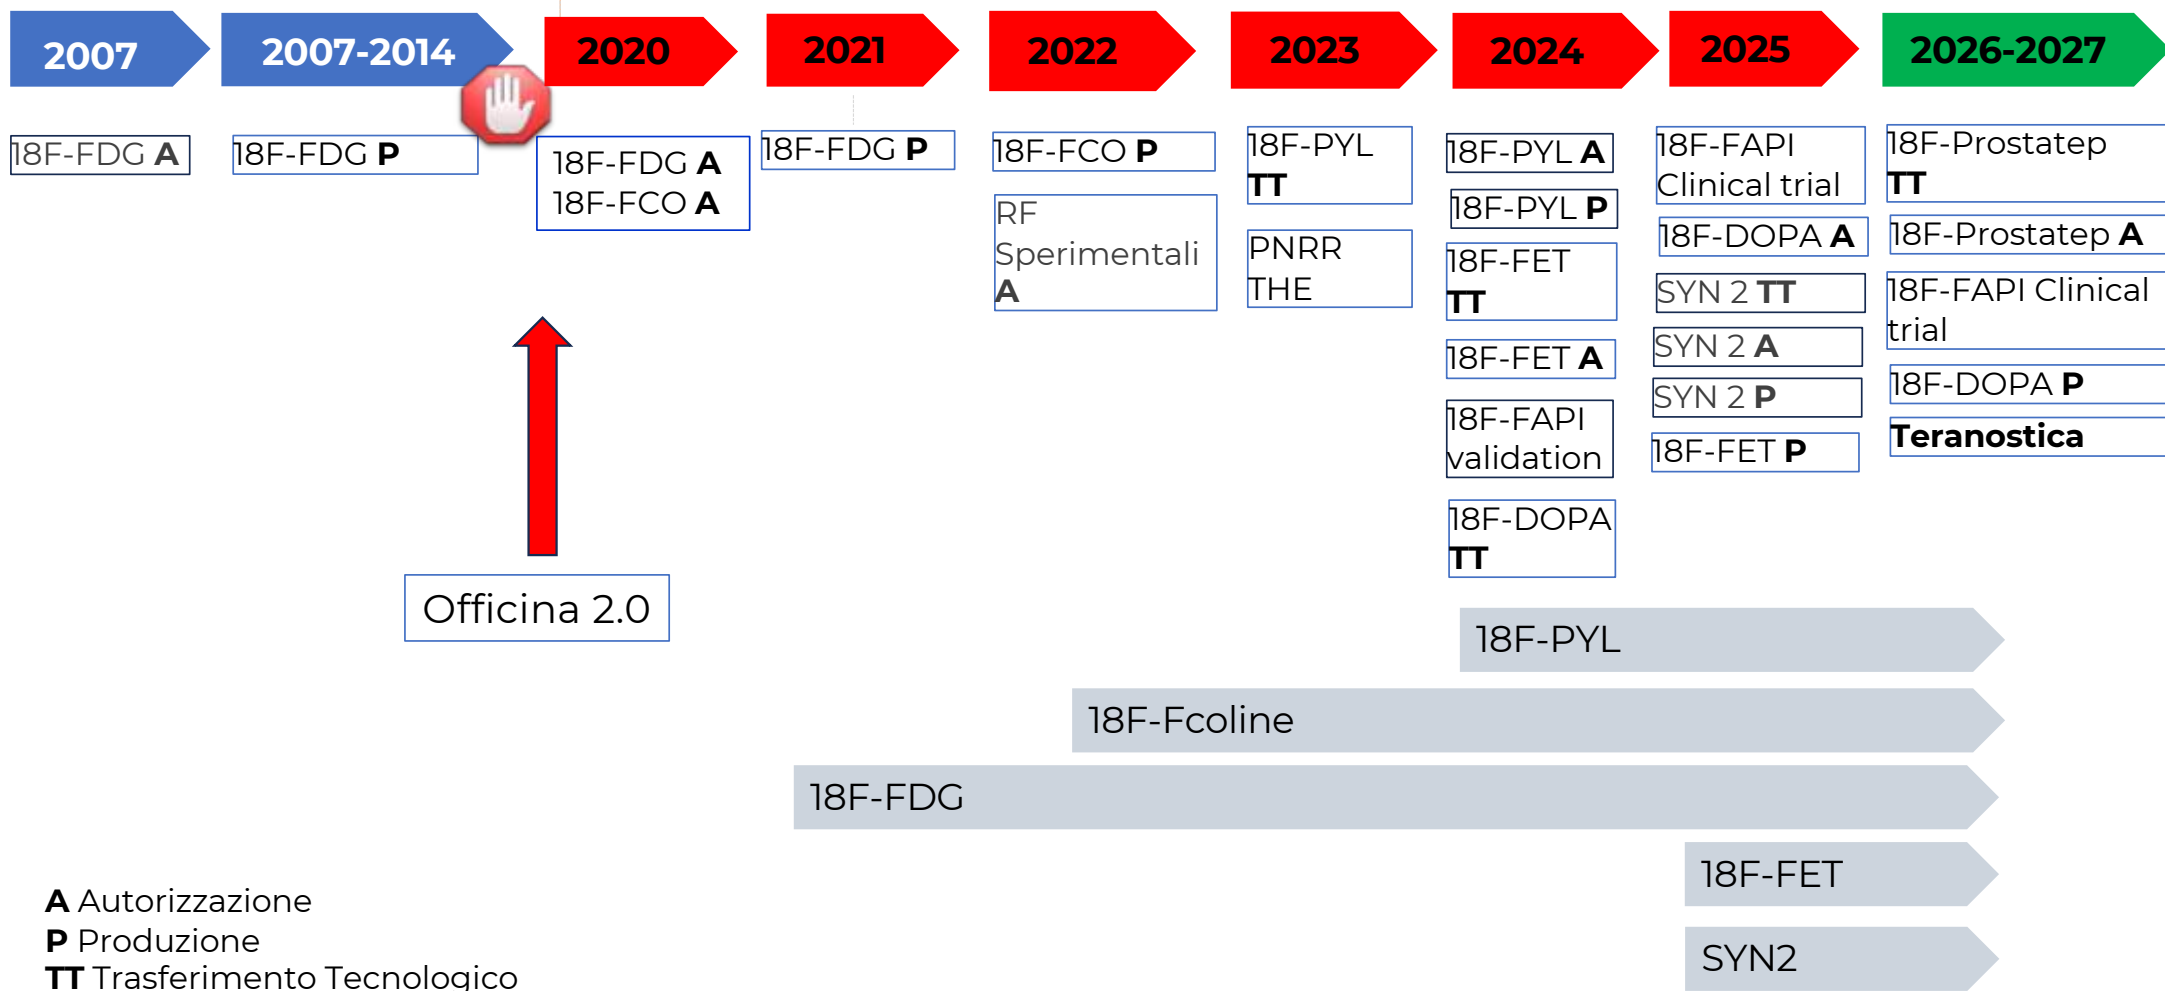 2007
2007-2014
2020
2021
2022
2023
2024
2025
2026-2027
18F-FDG A
18F-FDG P
18F-FDG A
18F-FCO A
18F-FDG P
18F-FCO P
RF
Sperimentali
A
18F-PYL
TT
PNRR
THE
18F-PYL A
18F-PYL P
18F-FET
TT
18F-FET A
18F-FAPI
validation
18F-DOPA
TT
18F-FAPI
Clinical trial
18F-DOPA A
SYN 2 TT
SYN 2 A
SYN 2 P
18F-FET P
18F-Prostatep
TT
18F-Prostatep A
18F-FAPI Clinical
trial
18F-DOPA P
Teranostica
Officina 2.0
18F-PYL
18F-Fcoline
18F-FDG
18F-FET
SYN2
A Autorizzazione
P Produzione
TT Trasferimento Tecnologico